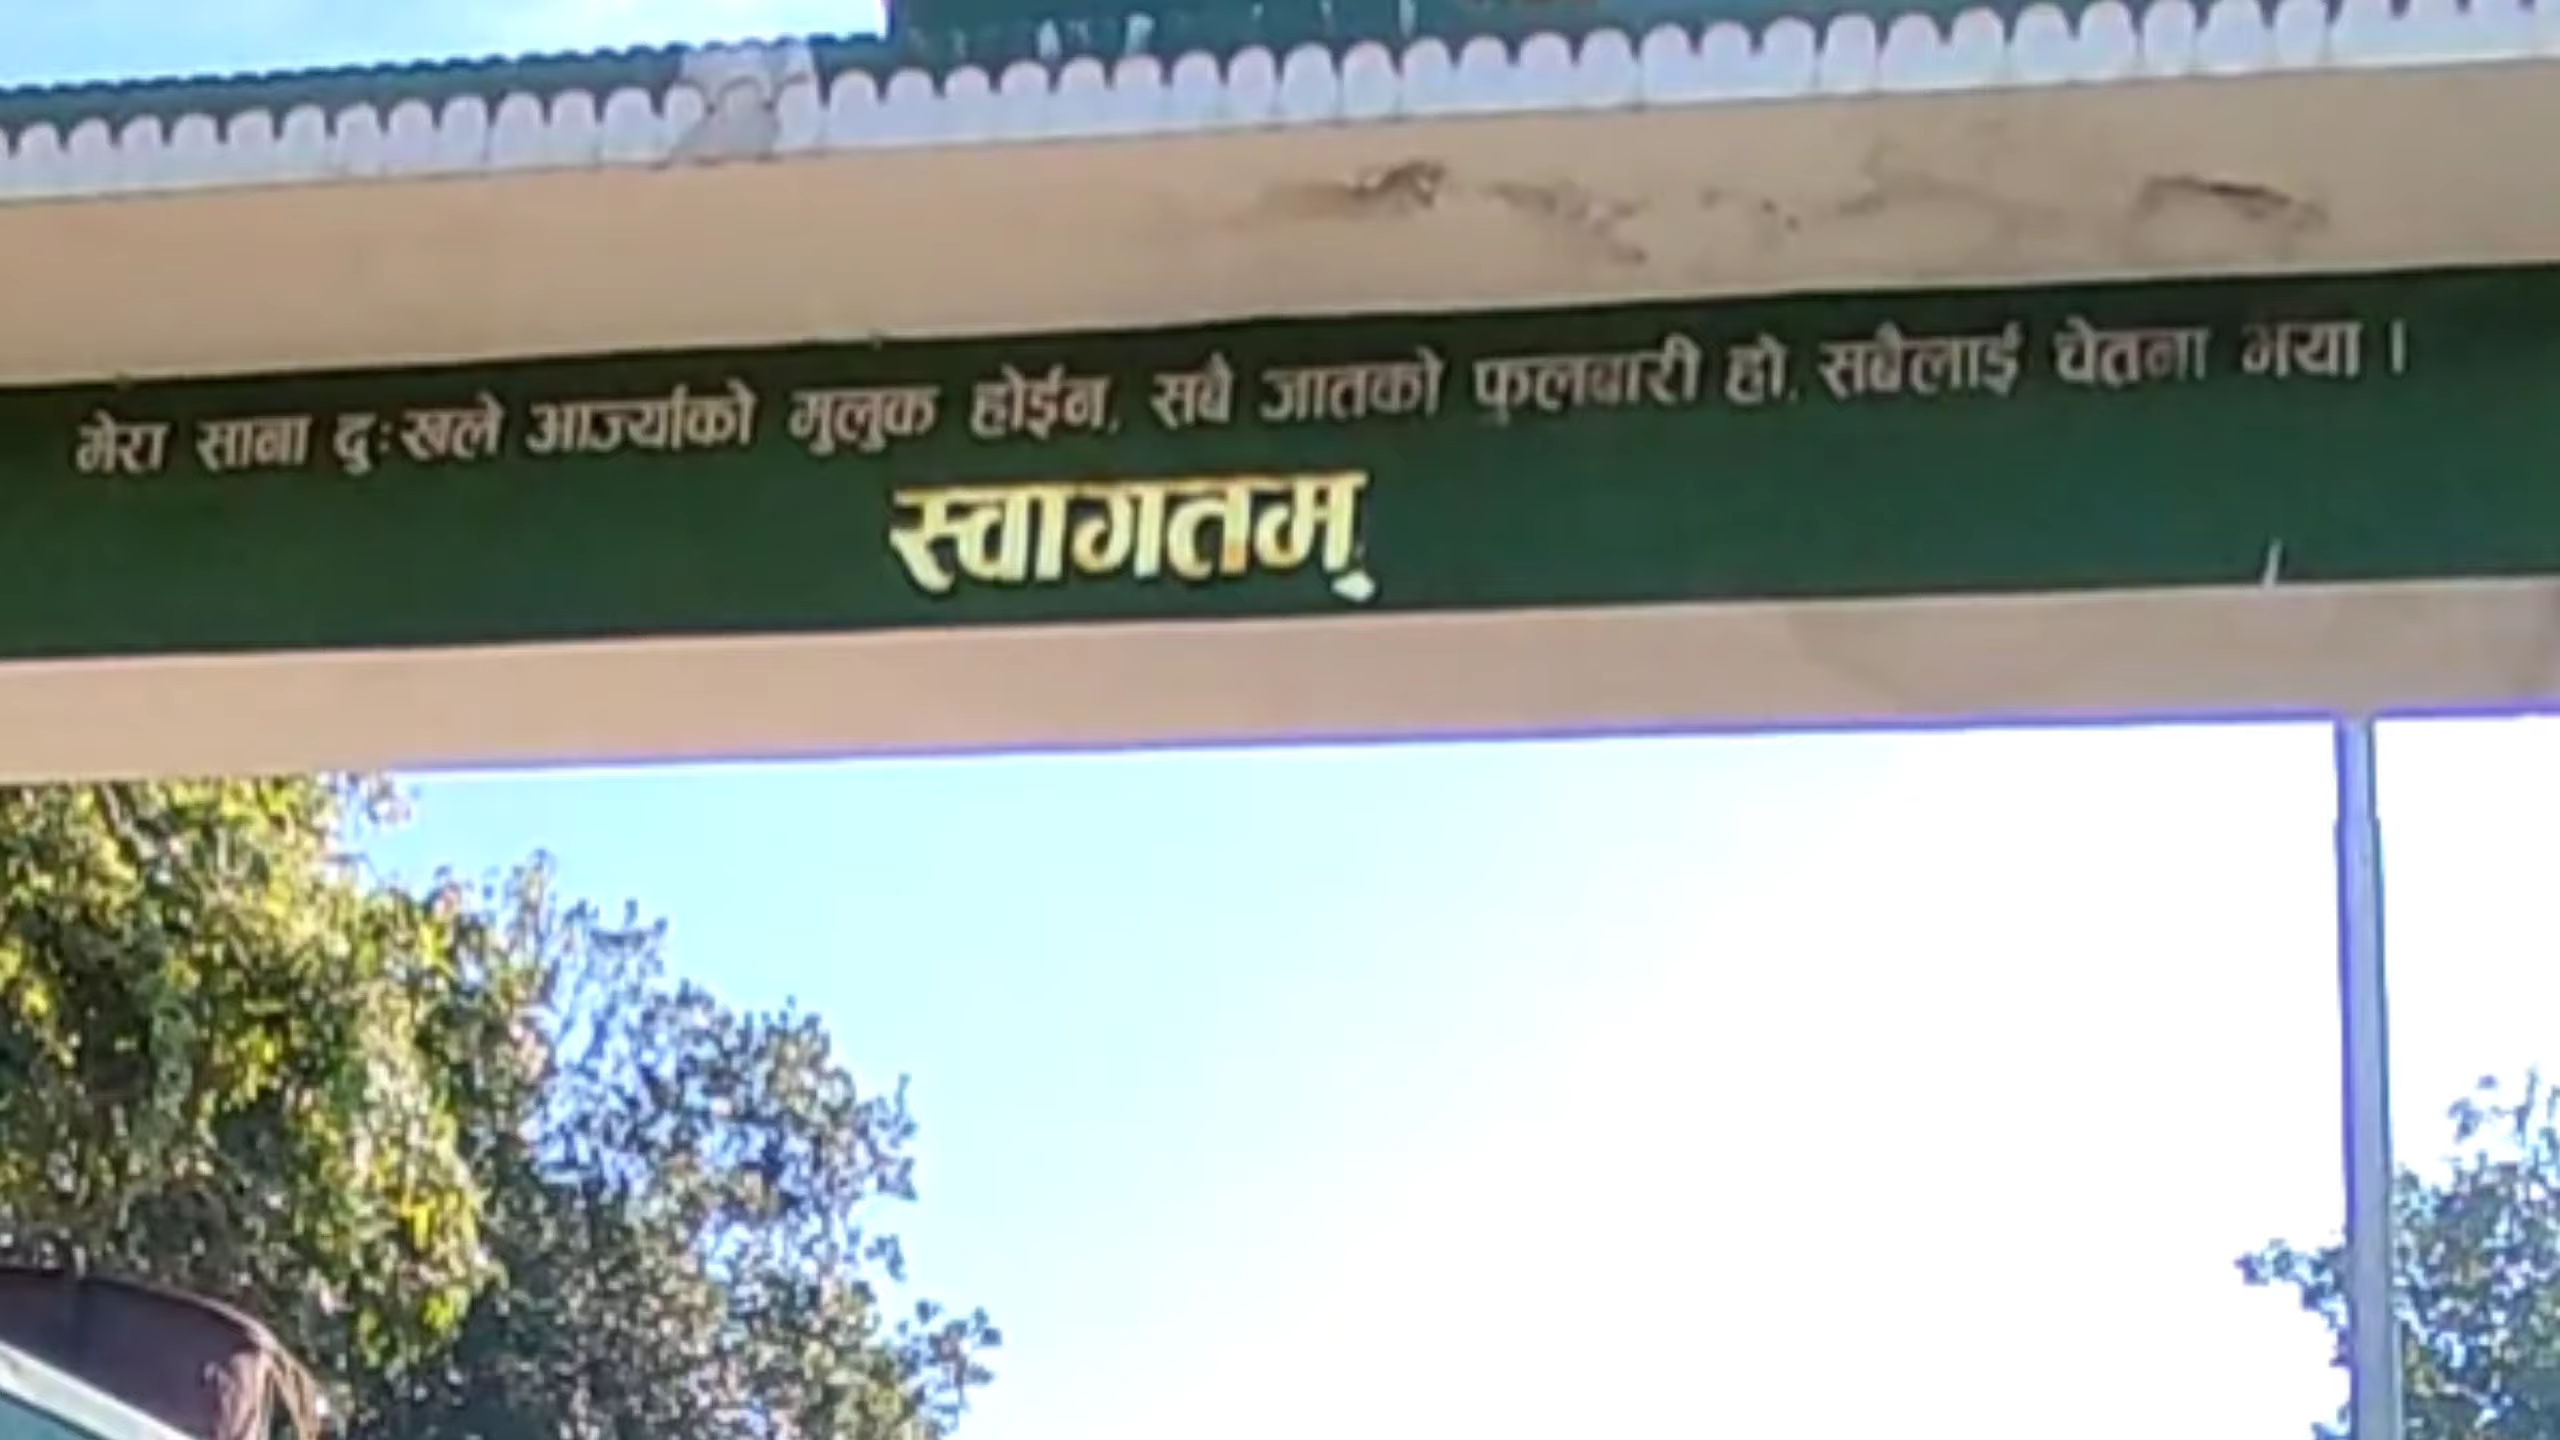 मेरा साना दुःखले आर्ज्याको मुलुक होईन, सबै जातको फूलबारी हो, सबैलाई चेतना भया ।
स्वागतम्